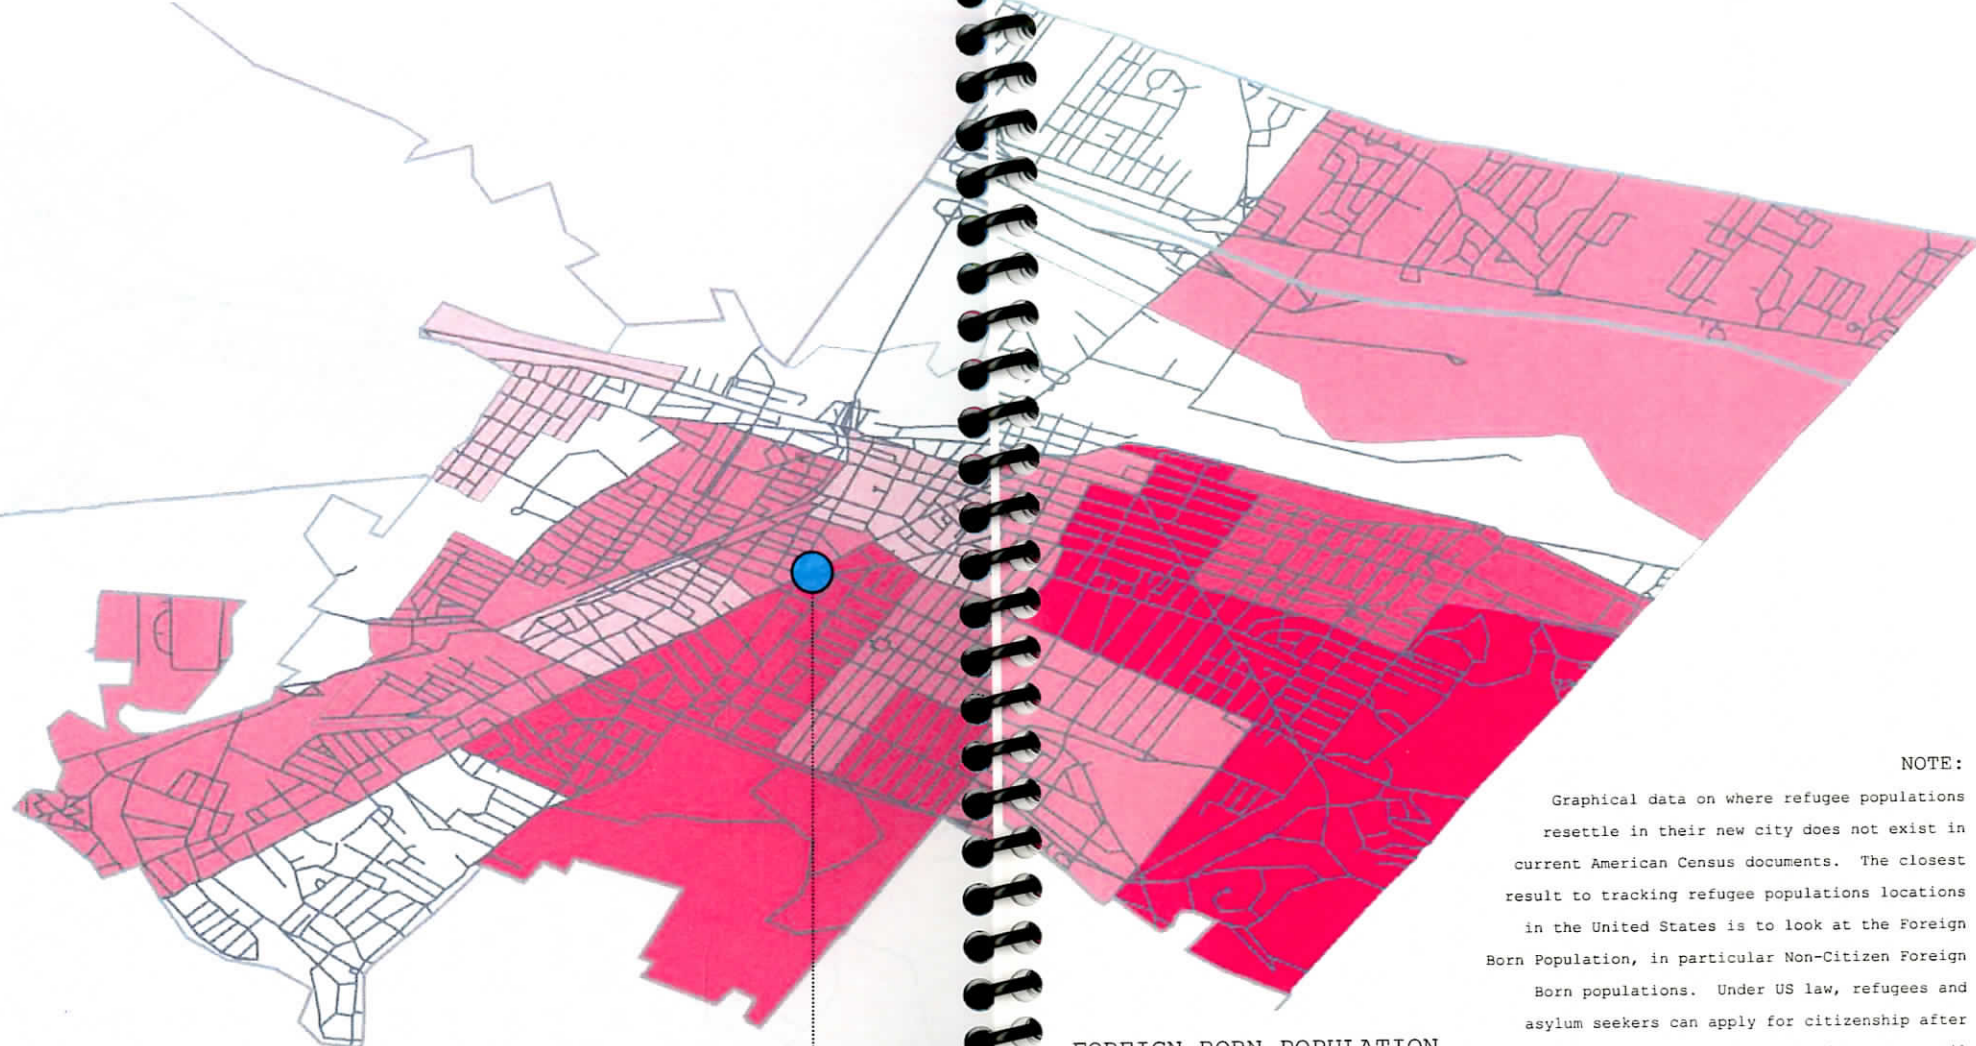 NOTE:
Graphical data on where refugee populations
resettle in their new city does not exist in
current American Census documents. The closest
result to tracking refugee populations locations
in the United States is to look at the Foreign
Born Population, in particular Non-Citizen Foreign
Born populations. Under US law, refugees and
asylum seekers can apply for citizenship after
FOREIGN BORN POPULATION